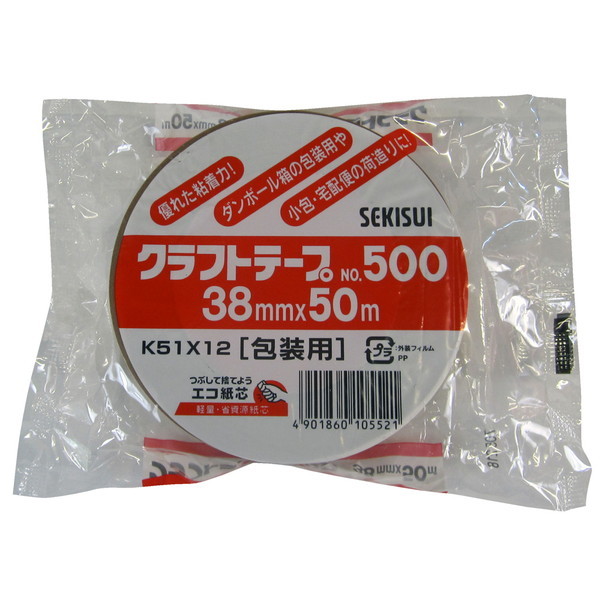 優れた粘着力!
ダンボール箱の包装用や
小包・宅配便の荷造りに!
SEKISUI
クラフトテープ NO.500
38mmx50m
K51X12[包装用]
プラ :外装フィルム
PP
つぶして捨てよう
エコ紙芯
軽量・省資源紙芯
4901860 105521